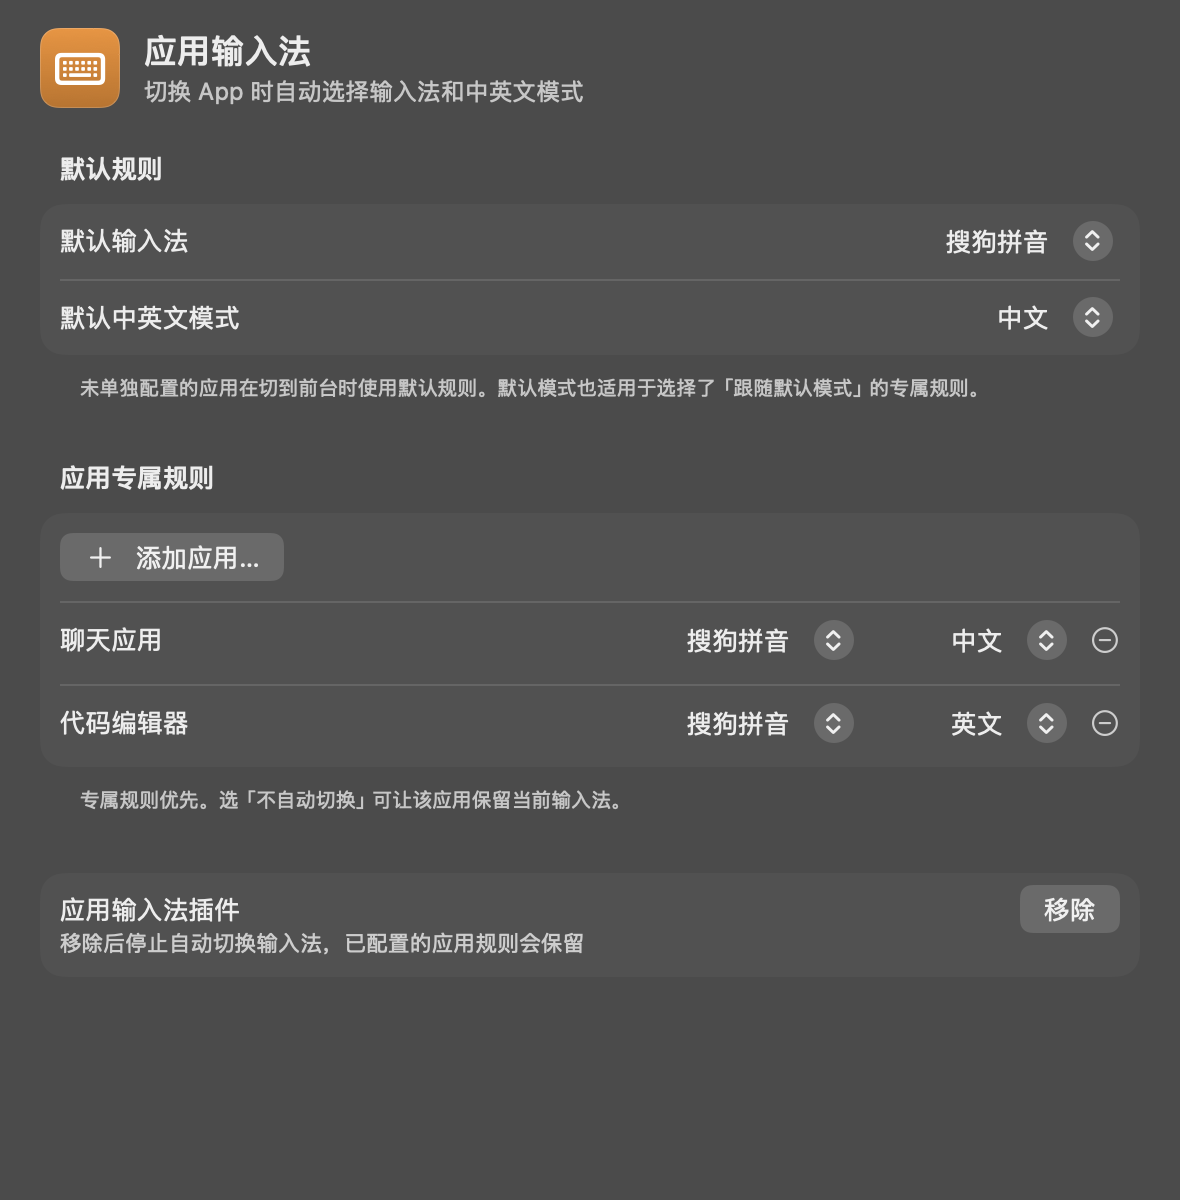 应用输入法
切换 App 时自动选择输入法和中英文模式
默认规则
默认输入法 搜狗拼音
默认中英文模式 中文
未单独配置的应用在切到前台时使用默认规则。默认模式也适用于选择了「跟随默认模式」的专属规则。
应用专属规则
添加应用...
聊天应用 搜狗拼音 中文
代码编辑器 搜狗拼音 英文
专属规则优先。选「不自动切换」可让该应用保留当前输入法。
应用输入法插件 移除
移除后停止自动切换输入法，已配置的应用规则会保留